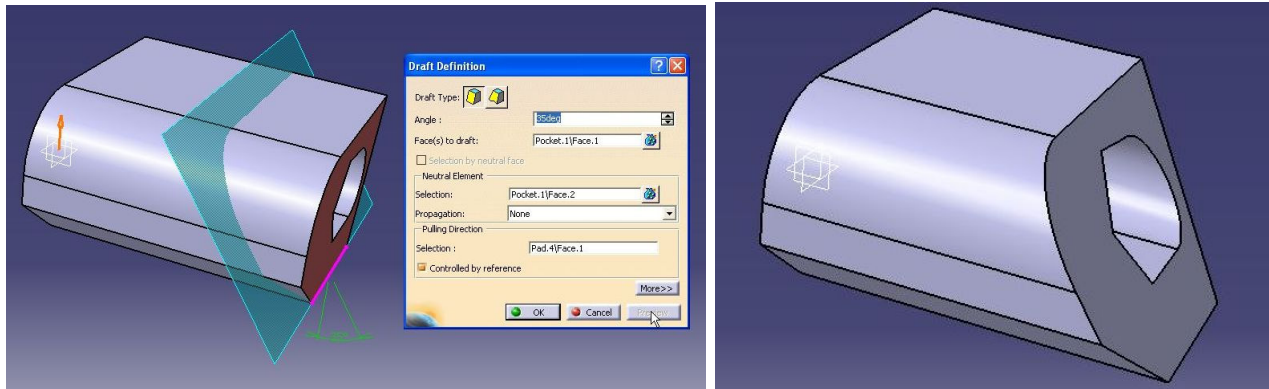 Draft Definition
Draft Type:
Angle :
35deg
Face(s) to draft:
Pocket.1\Face.1
Selection by neutral face
Neutral Element
Selection:
Pocket.1\Face.2
Propagation:
None
Pulling Direction
Selection :
Pad.4\Face.1
Controlled by reference
More>>
OK
Cancel